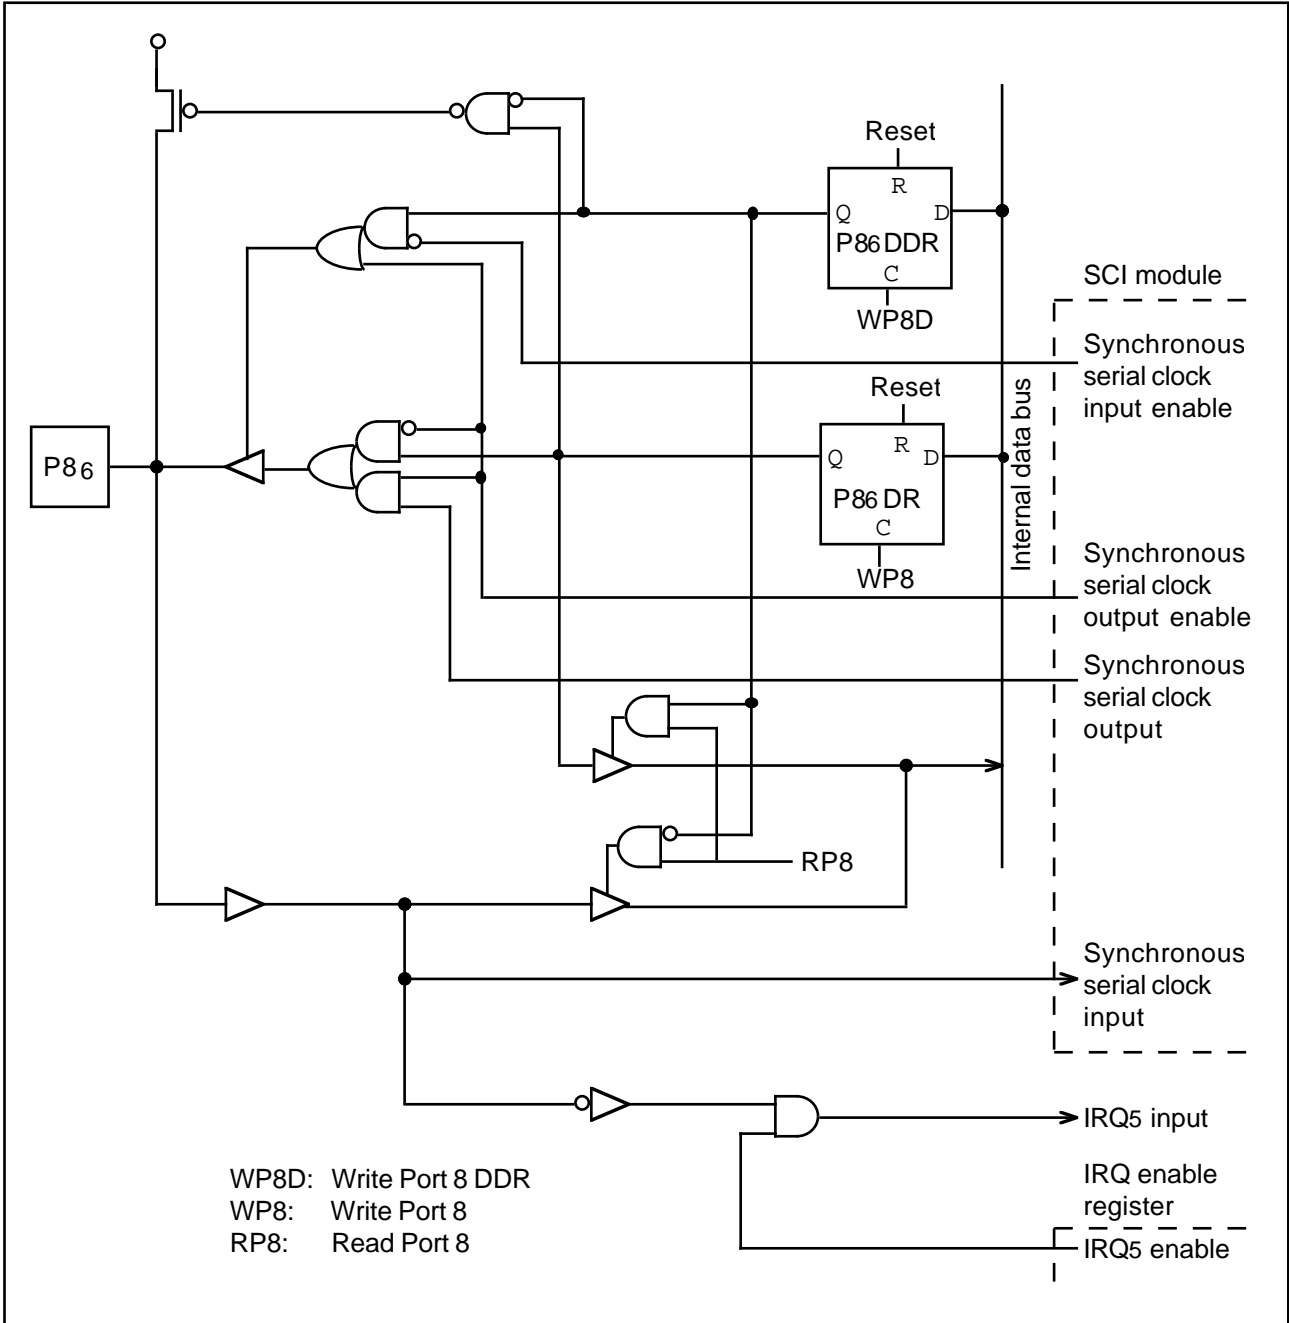 Reset
R
Q D
P86 DDR
C
WP8D
SCI module
Synchronous
serial clock
input enable
Reset
R
Q D
P86 DR
C
WP8
Internal data bus
P86
Synchronous
serial clock
output enable
Synchronous
serial clock
output
RP8
Synchronous
serial clock
input
IRQ5 input
IRQ enable
register
IRQ5 enable
WP8D: Write Port 8 DDR
WP8: Write Port 8
RP8: Read Port 8